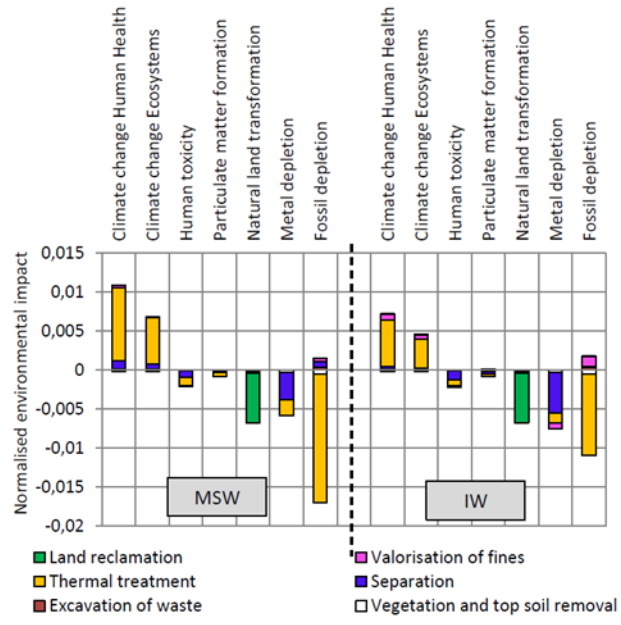 Climate change Human Health
Climate change Ecosystems
Human toxicity
Particulate matter formation
Natural land transformation
Metal depletion
Fossil depletion
Climate change Human Health
Climate change Ecosystems
Human toxicity
Particulate matter formation
Natural land transformation
Metal depletion
Fossil depletion
Normalised environmental impact
0,015
0,01
0,005
0
-0,005
-0,01
-0,015
-0,02
MSW
IW
Land reclamation
Valorisation of fines
Thermal treatment
Separation
Excavation of waste
Vegetation and top soil removal